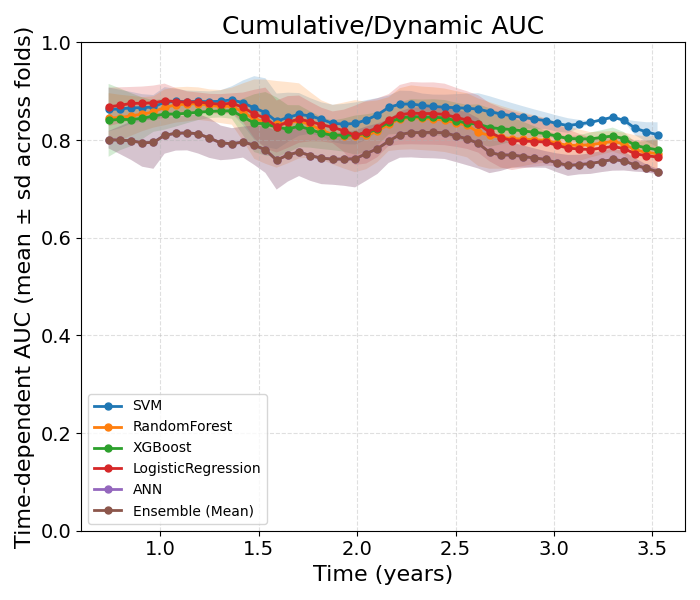 Cumulative/Dynamic AUC
Time-dependent AUC (mean ± sd across folds)
1.0
0.8
0.6
0.4
0.2
0.0
SVM
RandomForest
XGBoost
LogisticRegression
ANN
Ensemble (Mean)
1.0 1.5 2.0 2.5 3.0 3.5
Time (years)